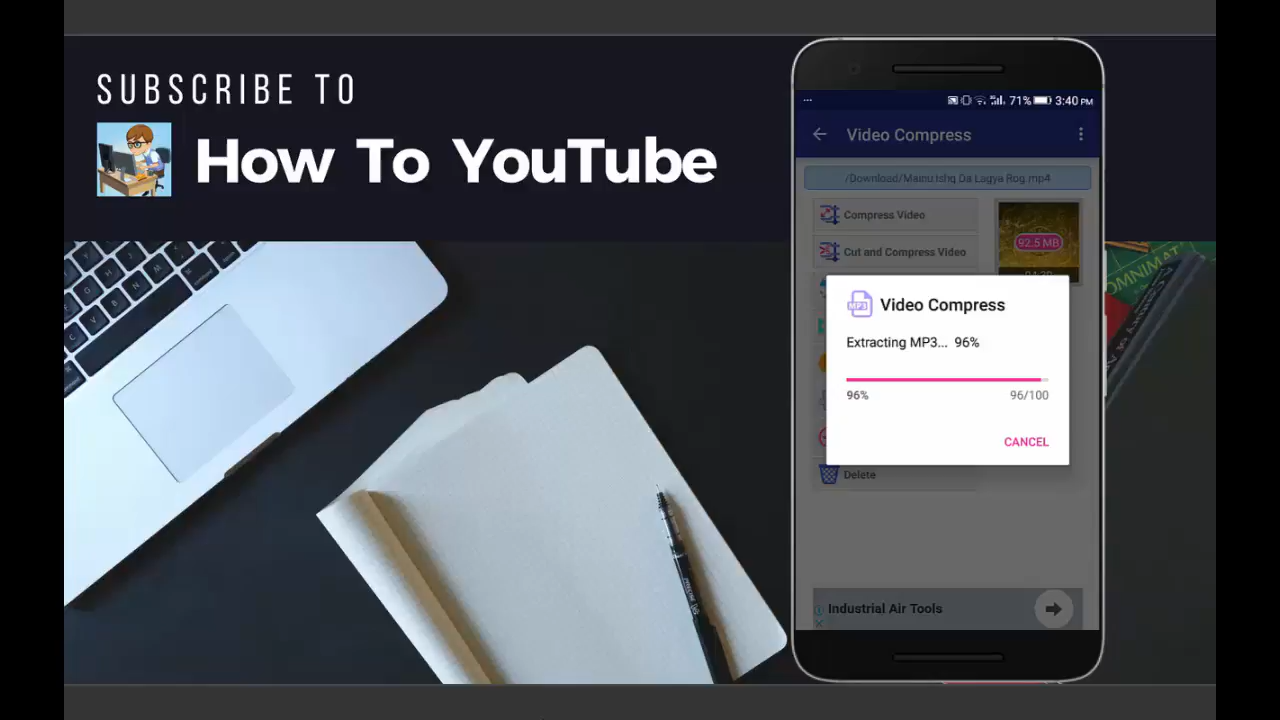 SUBSCRIBE TO
How To YouTube
71% 3:40 PM
Video Compress
/Download/Mainu Ishq Da Lagya Rog.mp4
Compress Video
92.5 MB
Cut and Compress Video
MP3
Video Compress
Extracting MP3... 96%
96% 96/100
CANCEL
Delete
Industrial Air Tools
OMNIMAT